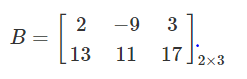 B = [ 2 −9 3
13 11 17 ]. 2×3